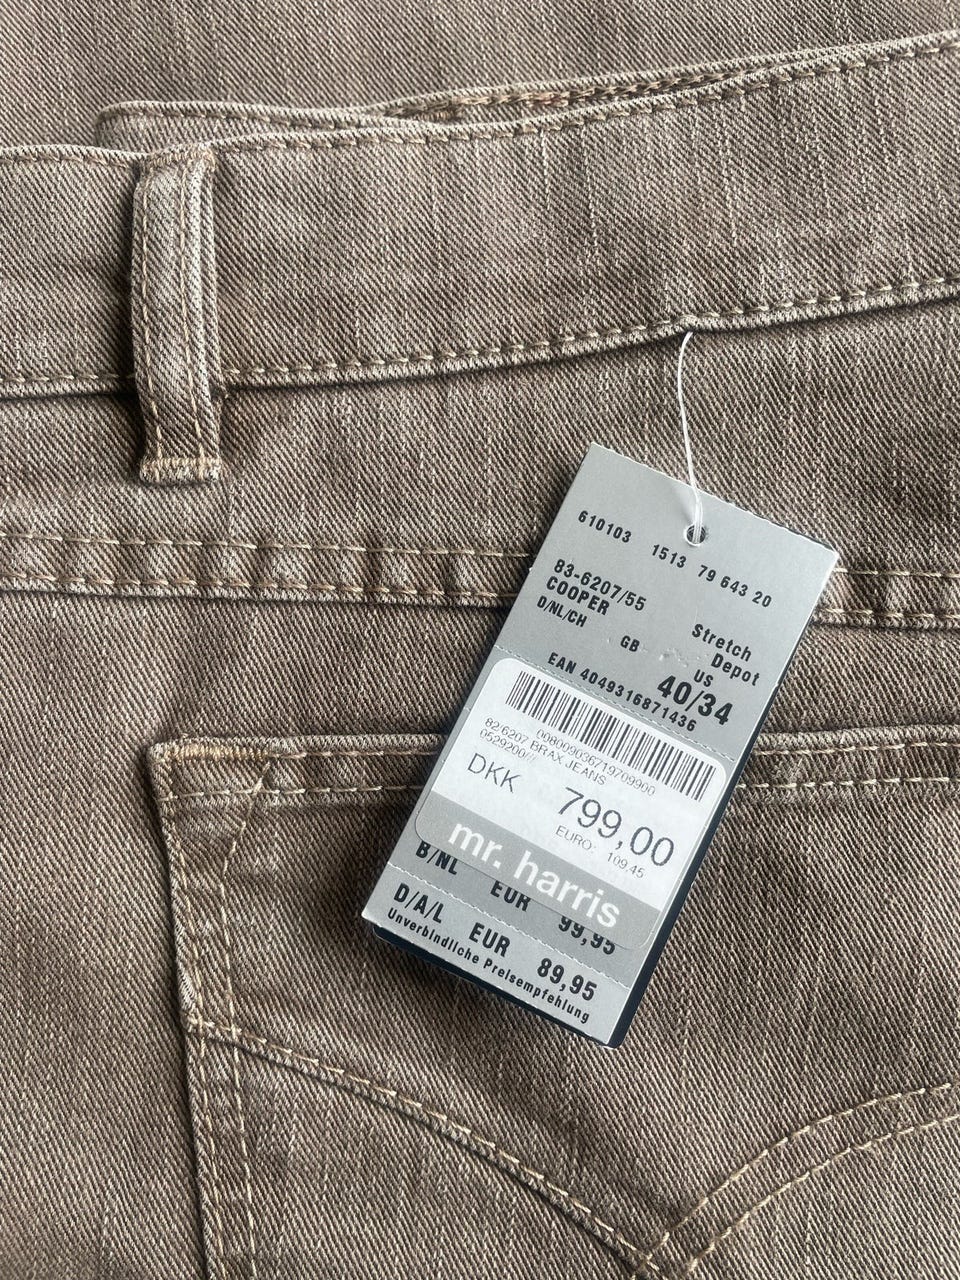 610103 1513 79 643 20
83-6207/55 Stretch
COOPER Depot
D/NL/CH GB US
40/34
EAN 4049316871436
00800903671970990​0
82/6207 BRAX JEANS
0529200///
DKK 799,00
EURO: 109,45
mr. harris
B/NL EUR 99,95
D/A/L EUR 89,95
Unverbindliche Preisempfehlung